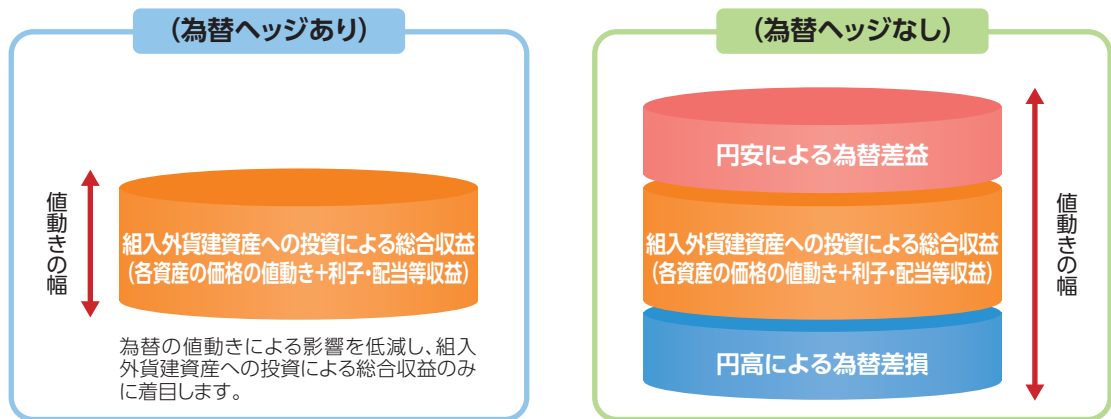 (為替ヘッジあり)
値動きの幅
組入外貨建資産への投資による総合収益
(各資産の価格の値動き+利子・配当等収益)
為替の値動きによる影響を低減し、組入
外貨建資産への投資による総合収益のみ
に着目します。
(為替ヘッジなし)
円安による為替差益
組入外貨建資産への投資による総合収益
(各資産の価格の値動き+利子・配当等収益)
円高による為替差損
値動きの幅